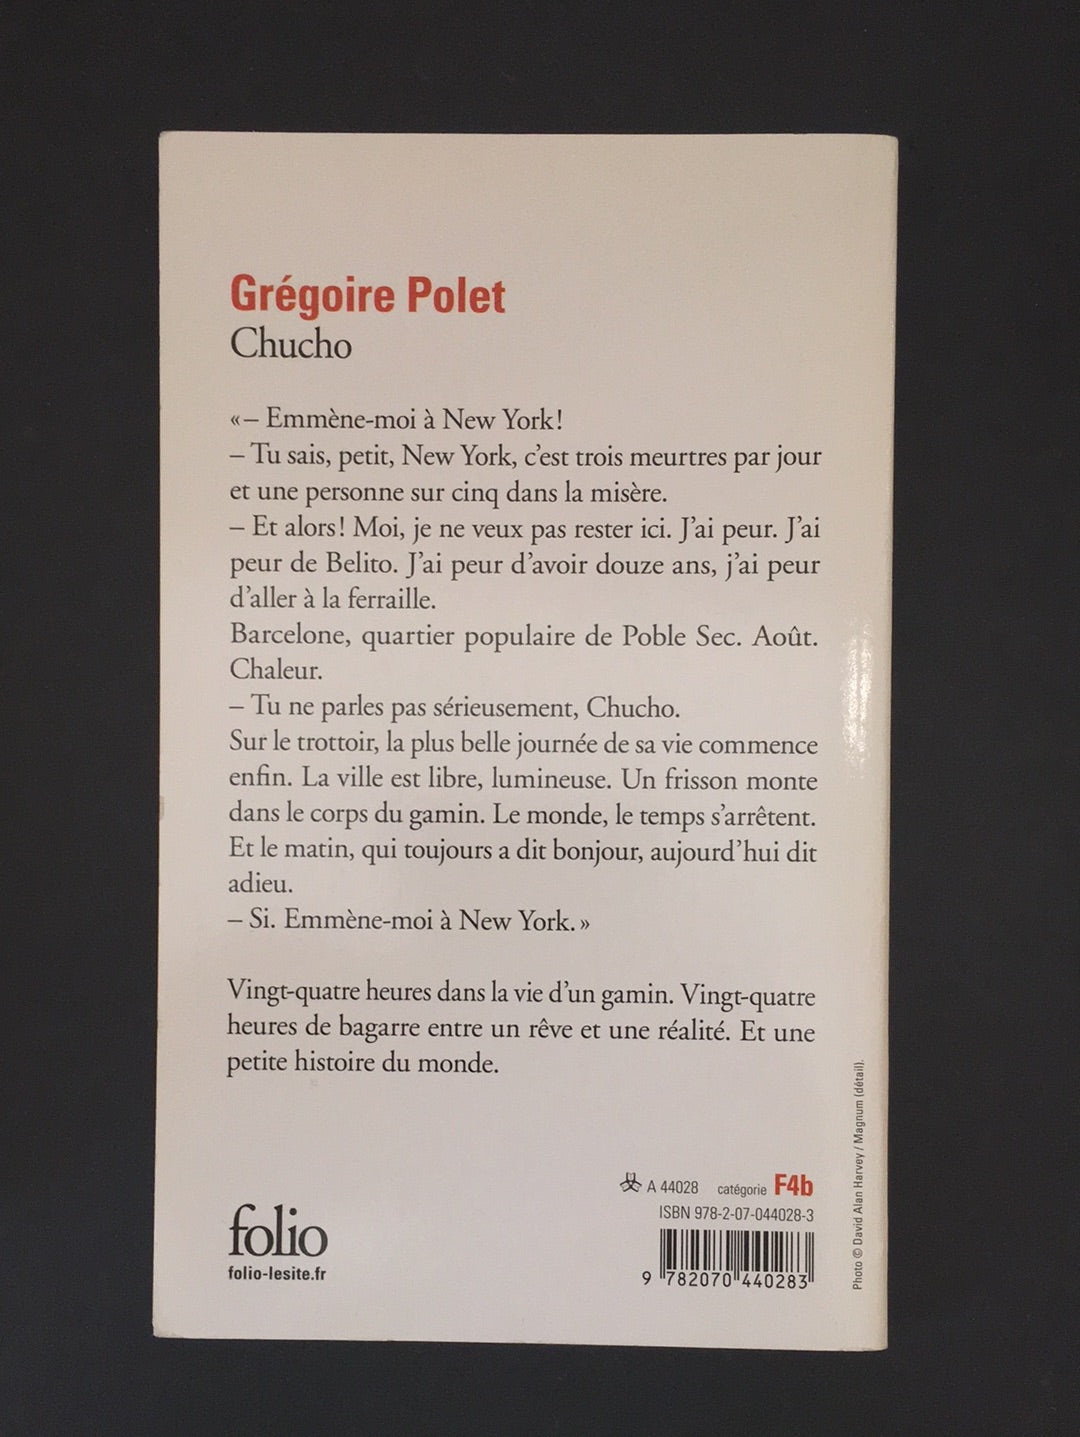 Grégoire Polet
Chucho
« – Emmène-moi à New York !
– Tu sais, petit, New York, c'est trois meurtres par jour
et une personne sur cinq dans la misère.
– Et alors ! Moi, je ne veux pas rester ici. J'ai peur. J'ai
peur de Belito. J'ai peur d'avoir douze ans, j'ai peur
d'aller à la ferraille.
Barcelone, quartier populaire de Poble Sec. Août.
Chaleur.
– Tu ne parles pas sérieusement, Chucho.
Sur le trottoir, la plus belle journée de sa vie commence
enfin. La ville est libre, lumineuse. Un frisson monte
dans le corps du gamin. Le monde, le temps s'arrêtent.
Et le matin, qui toujours a dit bonjour, aujourd'hui dit
adieu.
– Si. Emmène-moi à New York. »
Vingt-quatre heures dans la vie d'un gamin. Vingt-quatre
heures de bagarre entre un rêve et une réalité. Et une
petite histoire du monde.
A 44028 catégorie F4b
ISBN 978-2-07-044028-3
folio
folio-lesite.fr
9 782070 440283
Photo © David Alan Harvey / Magnum (détail).